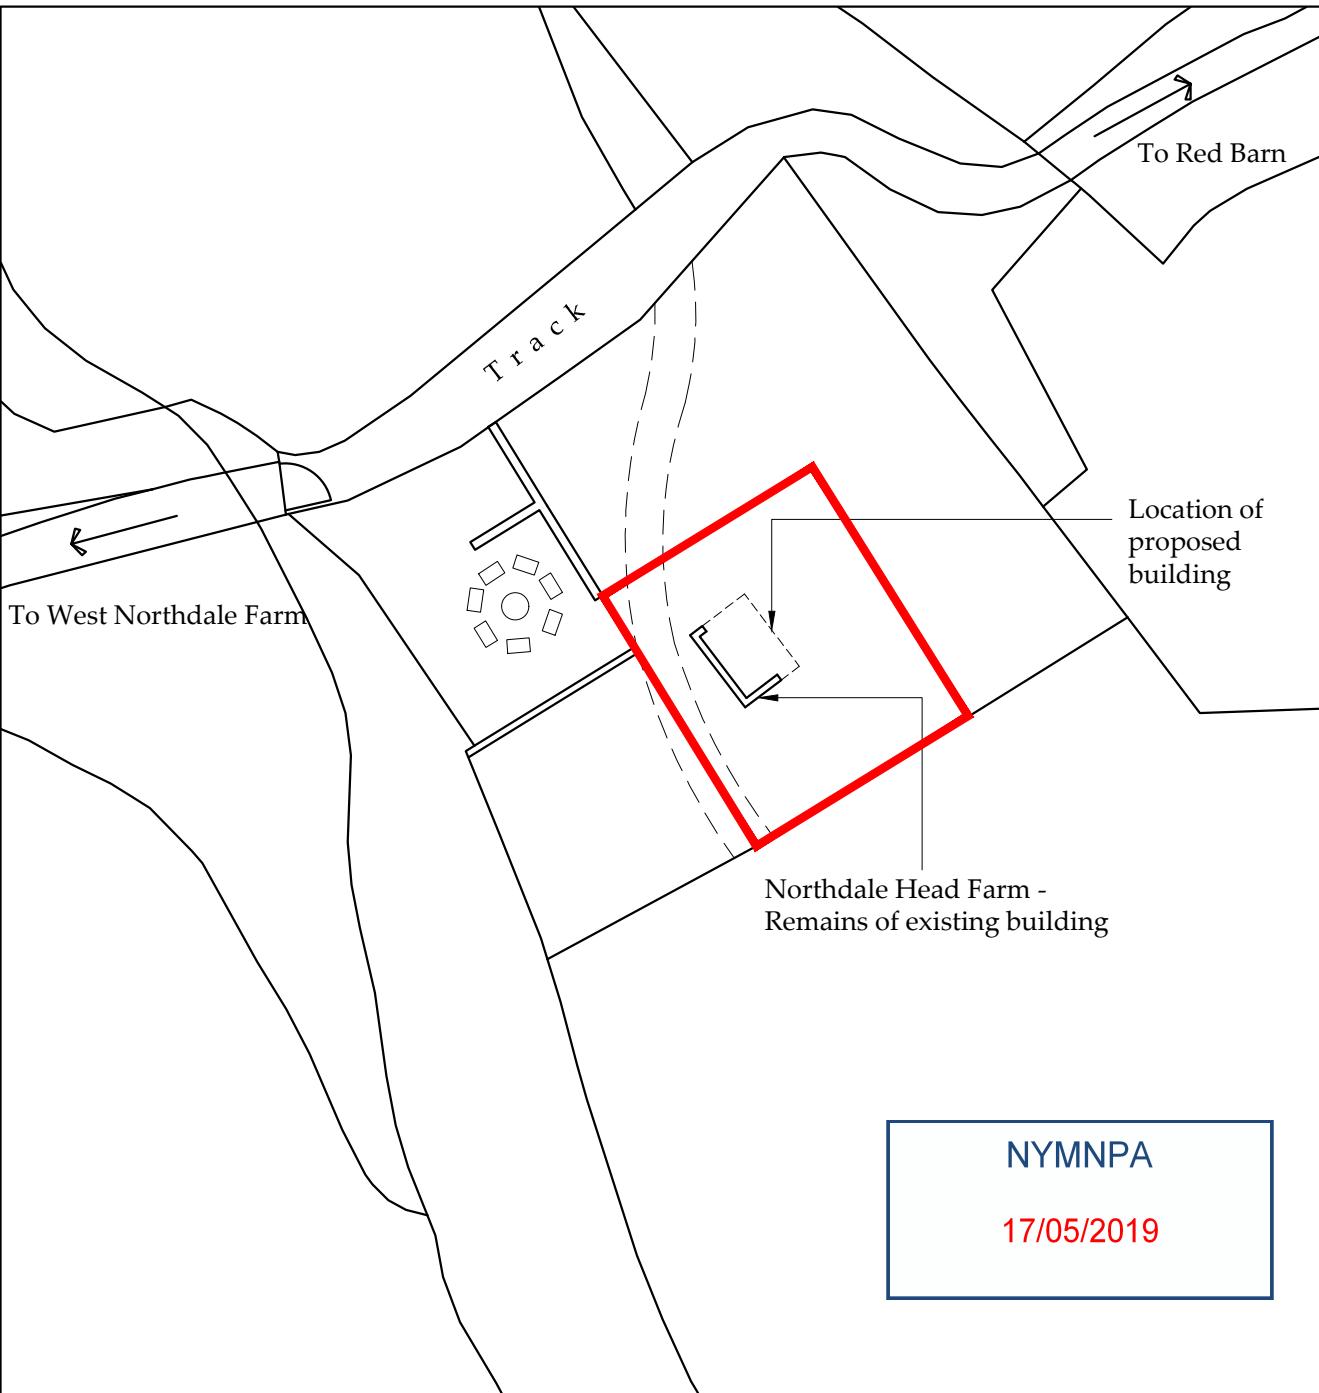 To Red Barn
Track
Location of
proposed
building
To West Northdale Farm
Northdale Head Farm -
Remains of existing building
NYMNPA
17/05/2019